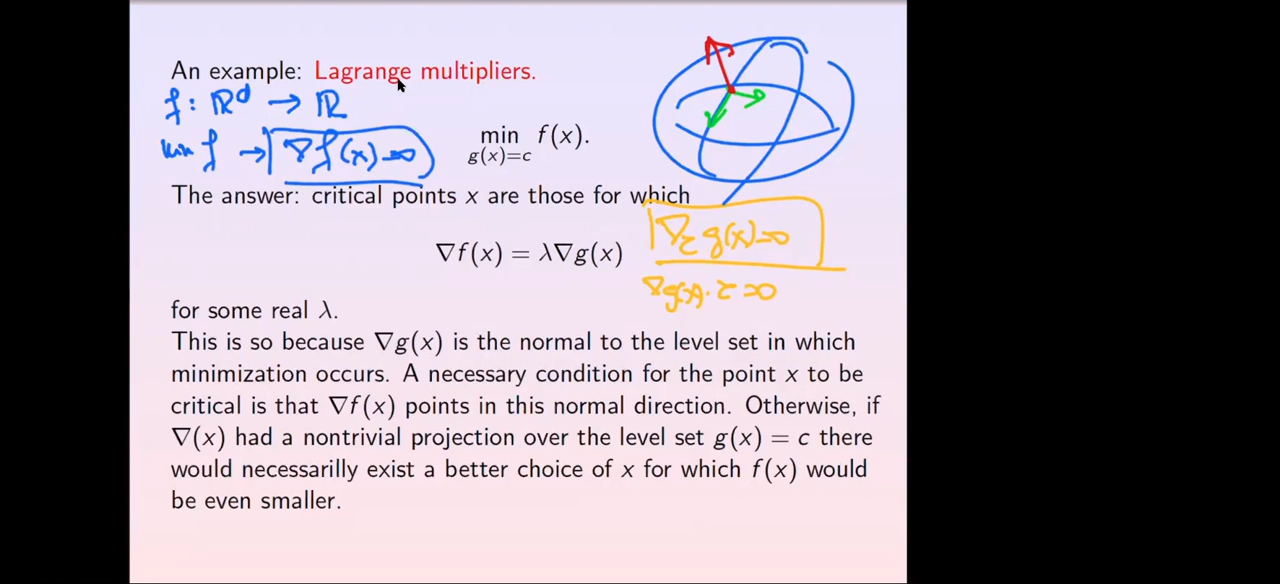 An example: Lagrange multipliers.
f : ℝᵈ → ℝ
min f → ∇f(x)=0
min f(x).
g(x)=c
The answer: critical points x are those for which
∇f(x) = λ∇g(x)
∇_τ g(x)=0
∇g(x)·τ=0
for some real λ.
This is so because ∇g(x) is the normal to the level set in which
minimization occurs. A necessary condition for the point x to be
critical is that ∇f(x) points in this normal direction. Otherwise, if
∇(x) had a nontrivial projection over the level set g(x) = c there
would necessarilly exist a better choice of x for which f(x) would
be even smaller.